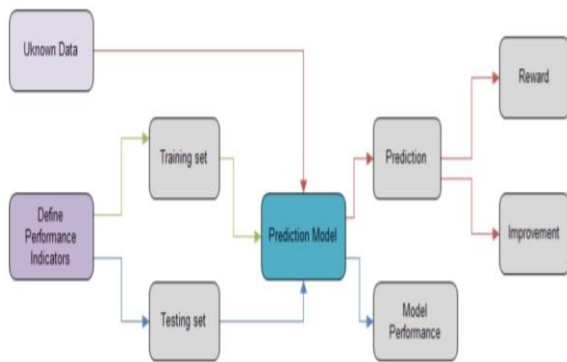 Uknown Data
Reward
Training set
Prediction
Define
Performance
Indicators
Prediction Model
Improvement
Testing set
Model
Performance